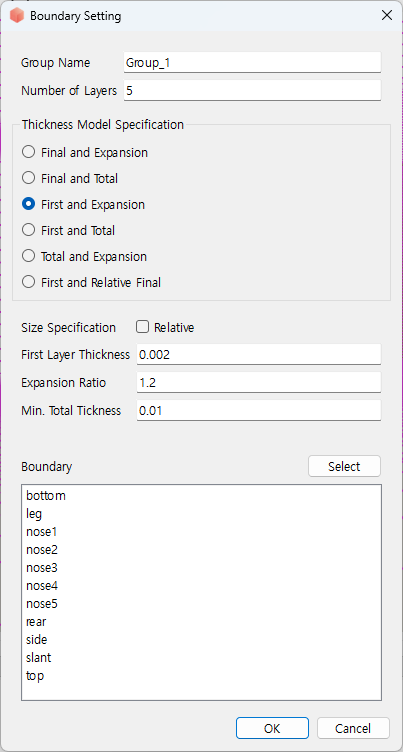 Boundary Setting
Group Name Group_1
Number of Layers 5
Thickness Model Specification
Final and Expansion
Final and Total
First and Expansion
First and Total
Total and Expansion
First and Relative Final
Size Specification Relative
First Layer Thickness 0.002
Expansion Ratio 1.2
Min. Total Tickness 0.01
Boundary Select
bottom
leg
nose1
nose2
nose3
nose4
nose5
rear
side
slant
top
OK Cancel